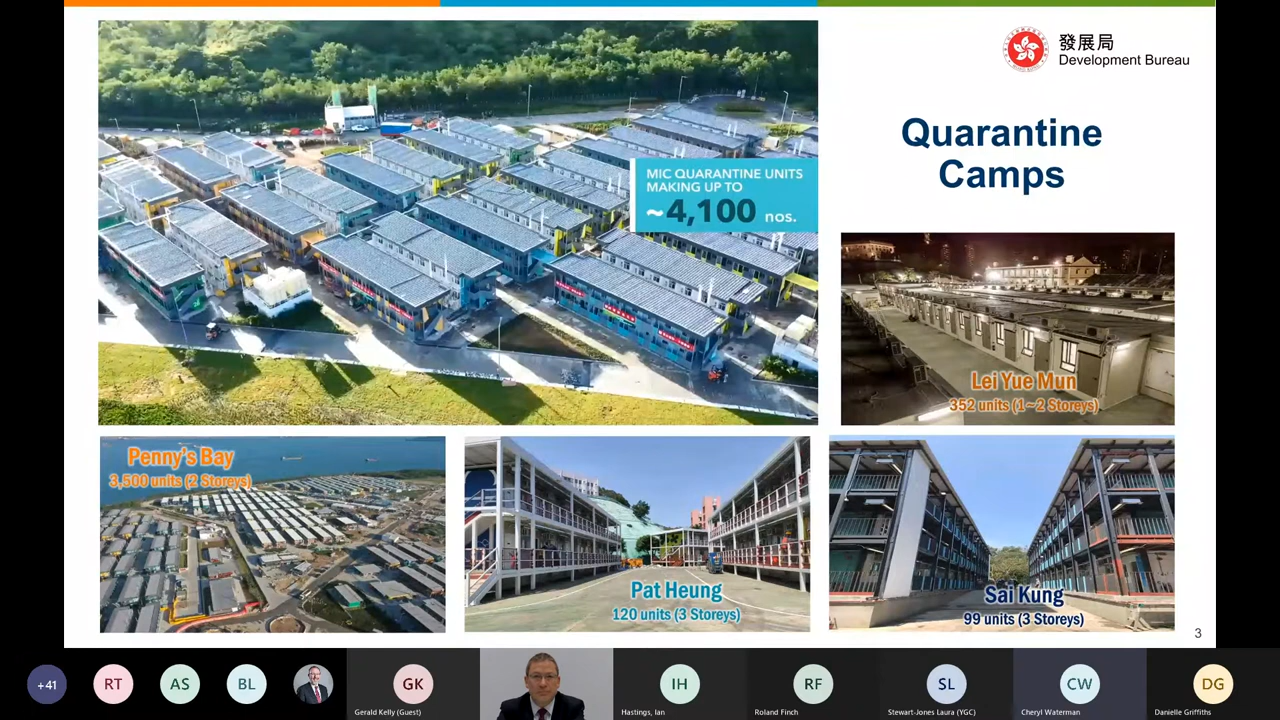 發展局
Development Bureau
Quarantine
Camps
MIC QUARANTINE UNITS
MAKING UP TO
~4,100 nos.
Lei Yue Mun
352 units (1~2 Storeys)
Penny's Bay
3,500 units (2 Storeys)
Pat Heung
120 units (3 Storeys)
Sai Kung
99 units (3 Storeys)
3
+41
RT
AS
BL
GK
IH
RF
SL
CW
DG
Gerald Kelly (Guest)
Hastings, Ian
Roland Finch
Stewart-Jones Laura (YGC)
Cheryl Waterman
Danielle Griffiths